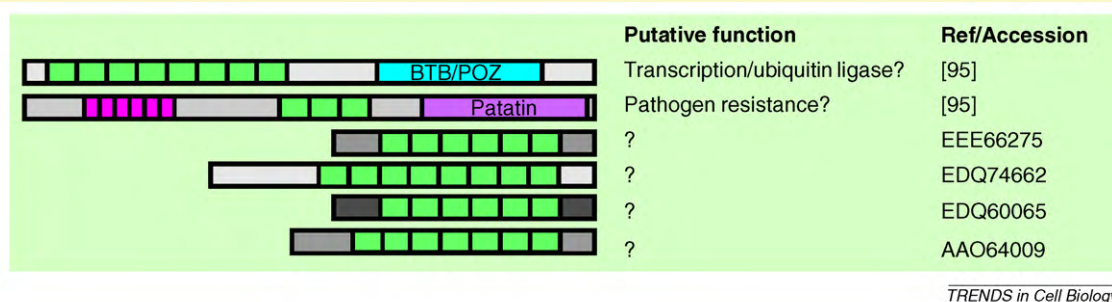 Putative function Ref/Accession
BTB/POZ Transcription/ubiquitin ligase? [95]
Patatin Pathogen resistance? [95]
? EEE66275
? EDQ74662
? EDQ60065
? AAO64009
TRENDS in Cell Biology